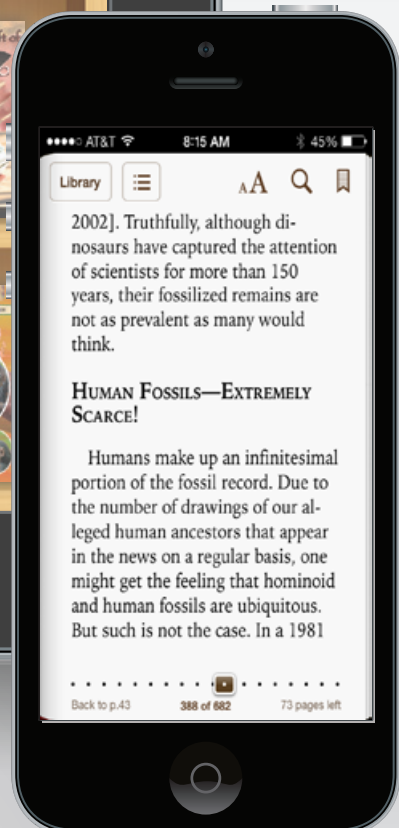 ft of
AT&T 8:15 AM 45%
Library AA
2002]. Truthfully, although di-
nosaurs have captured the attention
of scientists for more than 150
years, their fossilized remains are
not as prevalent as many would
think.
HUMAN FOSSILS—EXTREMELY
SCARCE!
Humans make up an infinitesimal
portion of the fossil record. Due to
the number of drawings of our al-
leged human ancestors that appear
in the news on a regular basis, one
might get the feeling that hominoid
and human fossils are ubiquitous.
But such is not the case. In a 1981
Back to p.43 388 of 682 73 pages left